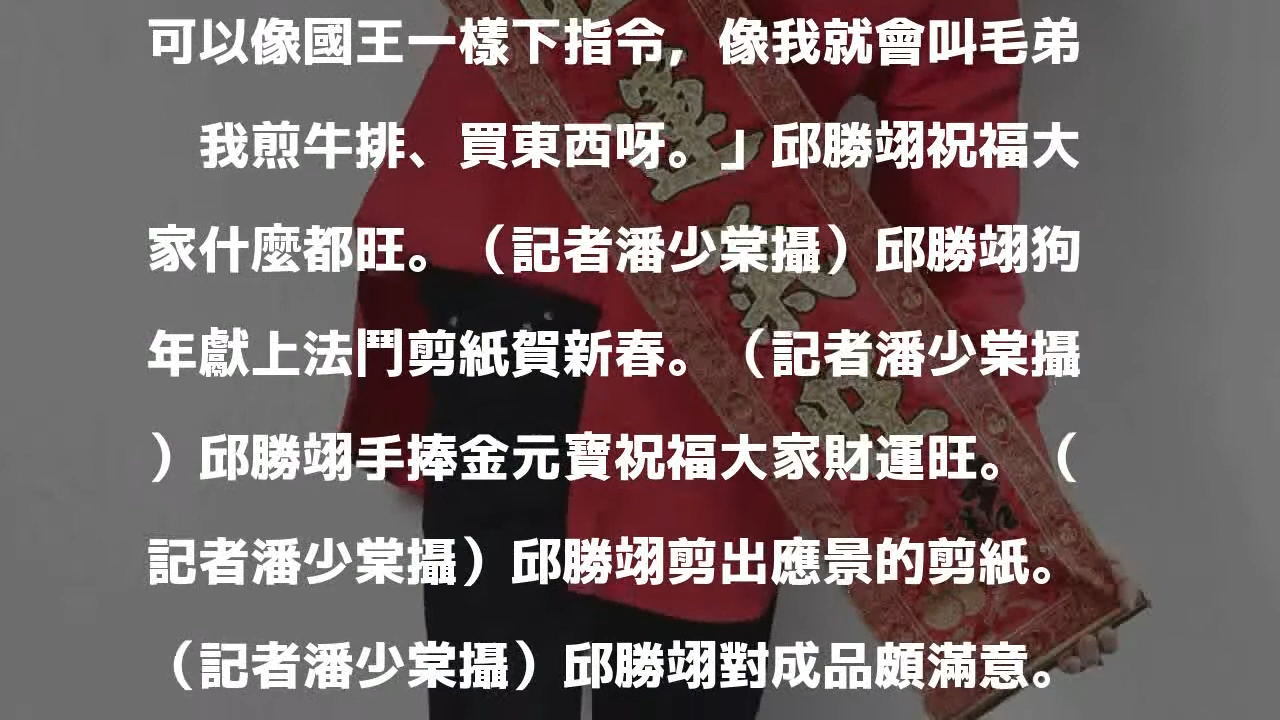 可以像國王一樣下指令，像我就會叫毛弟
我煎牛排、買東西呀。」邱勝翊祝福大
家什麼都旺。（記者潘少棠攝）邱勝翊狗
年獻上法鬥剪紙賀新春。（記者潘少棠攝
）邱勝翊手捧金元寶祝福大家財運旺。（
記者潘少棠攝）邱勝翊剪出應景的剪紙。
（記者潘少棠攝）邱勝翊對成品頗滿意。